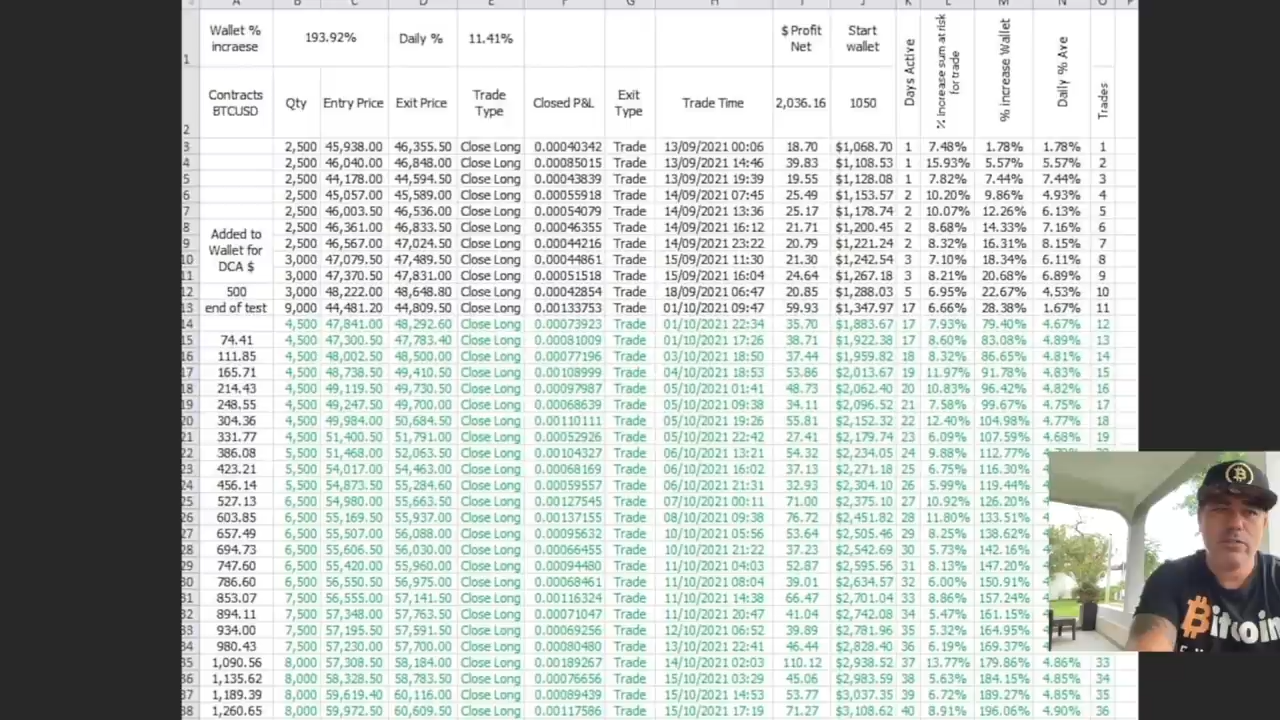 A B C D E F G H I J K L M N O P
1 Wallet % incraese 193.92% Daily % 11.41% $ Profit Net Start wallet Days Active % increase sum at risk for trade % increase Wallet Daily % Ave Trades
2 Contracts BTCUSD Qty Entry Price Exit Price Trade Type Closed P&L Exit Type Trade Time 2,036.16 1050
3 2,500 45,938.00 46,355.50 Close Long 0.00040342 Trade 13/09/2021 00:06 18.70 $1,068.70 1 7.48% 1.78% 1.78% 1
4 2,500 46,040.00 46,848.00 Close Long 0.00085015 Trade 13/09/2021 14:46 39.83 $1,108.53 1 15.93% 5.57% 5.57% 2
5 2,500 44,178.00 44,594.50 Close Long 0.00043839 Trade 13/09/2021 19:39 19.55 $1,128.08 1 7.82% 7.44% 7.44% 3
6 2,500 45,057.00 45,589.00 Close Long 0.00055918 Trade 14/09/2021 07:45 25.49 $1,153.57 2 10.20% 9.86% 4.93% 4
7 2,500 46,003.50 46,536.00 Close Long 0.00054079 Trade 14/09/2021 13:36 25.17 $1,178.74 2 10.07% 12.26% 6.13% 5
8 Added to Wallet for DCA $ 2,500 46,361.00 46,833.50 Close Long 0.00046355 Trade 14/09/2021 16:12 21.71 $1,200.45 2 8.68% 14.33% 7.16% 6
9 2,500 46,567.00 47,024.50 Close Long 0.00044216 Trade 14/09/2021 23:22 20.79 $1,221.24 2 8.32% 16.31% 8.15% 7
10 3,000 47,079.50 47,489.50 Close Long 0.00044861 Trade 15/09/2021 11:30 21.30 $1,242.54 3 7.10% 18.34% 6.11% 8
11 3,000 47,370.50 47,831.00 Close Long 0.00051518 Trade 15/09/2021 16:04 24.64 $1,267.18 3 8.21% 20.68% 6.89% 9
12 500 3,000 48,222.00 48,648.80 Close Long 0.00042854 Trade 18/09/2021 06:47 20.85 $1,288.03 5 6.95% 22.67% 4.53% 10
13 end of test 9,000 44,481.20 44,809.50 Close Long 0.00133753 Trade 01/10/2021 09:47 59.93 $1,347.97 17 6.66% 28.38% 1.67% 11
14 4,500 47,841.00 48,292.60 Close Long 0.00073923 Trade 01/10/2021 22:34 35.70 $1,883.67 17 7.93% 79.40% 4.67% 12
15 74.41 4,500 47,300.50 47,783.40 Close Long 0.00081009 Trade 01/10/2021 17:26 38.71 $1,922.38 17 8.60% 83.08% 4.89% 13
16 111.85 4,500 48,002.50 48,500.00 Close Long 0.00077196 Trade 03/10/2021 18:50 37.44 $1,959.82 18 8.32% 86.65% 4.81% 14
17 165.71 4,500 48,738.50 49,410.50 Close Long 0.00108999 Trade 04/10/2021 18:53 53.86 $2,013.67 19 11.97% 91.78% 4.83% 15
18 214.43 4,500 49,119.50 49,730.50 Close Long 0.00097987 Trade 05/10/2021 01:41 48.73 $2,062.40 20 10.83% 96.42% 4.82% 16
19 248.55 4,500 49,247.50 49,700.00 Close Long 0.00068639 Trade 05/10/2021 09:38 34.11 $2,096.52 21 7.58% 99.67% 4.75% 17
20 304.36 4,500 49,984.00 50,684.50 Close Long 0.00110111 Trade 05/10/2021 19:26 55.81 $2,152.32 22 12.40% 104.98% 4.77% 18
21 331.77 4,500 51,400.50 51,791.00 Close Long 0.00052926 Trade 05/10/2021 22:42 27.41 $2,179.74 23 6.09% 107.59% 4.68% 19
22 386.08 5,500 51,468.00 52,063.50 Close Long 0.00104327 Trade 06/10/2021 13:21 54.32 $2,234.05 24 9.88% 112.77%
23 423.21 5,500 54,017.00 54,463.00 Close Long 0.00068169 Trade 06/10/2021 16:02 37.13 $2,271.18 25 6.75% 116.30%
24 456.14 5,500 54,873.50 55,284.60 Close Long 0.00059557 Trade 06/10/2021 21:31 32.93 $2,304.10 26 5.99% 119.44%
25 527.13 6,500 54,980.00 55,663.50 Close Long 0.00127545 Trade 07/10/2021 00:11 71.00 $2,375.10 27 10.92% 126.20%
26 603.85 6,500 55,169.50 55,937.00 Close Long 0.00137155 Trade 08/10/2021 09:38 76.72 $2,451.82 28 11.80% 133.51%
27 657.49 6,500 55,507.00 56,088.00 Close Long 0.00095632 Trade 10/10/2021 05:56 53.64 $2,505.46 29 8.25% 138.62%
28 694.73 6,500 55,606.50 56,030.00 Close Long 0.00066455 Trade 10/10/2021 21:22 37.23 $2,542.69 30 5.73% 142.16%
29 747.60 6,500 55,420.00 55,960.00 Close Long 0.00094480 Trade 11/10/2021 04:03 52.87 $2,595.56 31 8.13% 147.20%
30 786.60 6,500 56,550.50 56,975.00 Close Long 0.00068461 Trade 11/10/2021 08:04 39.01 $2,634.57 32 6.00% 150.91%
31 853.07 7,500 56,555.00 57,141.50 Close Long 0.00116324 Trade 11/10/2021 14:38 66.47 $2,701.04 33 8.86% 157.24%
32 894.11 7,500 57,348.00 57,763.50 Close Long 0.00071047 Trade 11/10/2021 20:47 41.04 $2,742.08 34 5.47% 161.15%
33 934.00 7,500 57,195.50 57,591.50 Close Long 0.00069256 Trade 12/10/2021 06:52 39.89 $2,781.96 35 5.32% 164.95%
34 980.43 7,500 57,230.00 57,700.00 Close Long 0.00080480 Trade 13/10/2021 22:41 46.44 $2,828.40 36 6.19% 169.37%
35 1,090.56 8,000 57,308.50 58,184.00 Close Long 0.00189267 Trade 14/10/2021 02:03 110.12 $2,938.52 37 13.77% 179.86% 4.86% 33
36 1,135.62 8,000 58,328.50 58,783.50 Close Long 0.00076656 Trade 15/10/2021 03:29 45.06 $2,983.59 38 5.63% 184.15% 4.85% 34
37 1,189.39 8,000 59,619.40 60,116.00 Close Long 0.00089439 Trade 15/10/2021 14:53 53.77 $3,037.35 39 6.72% 189.27% 4.85% 35
38 1,260.65 8,000 59,972.50 60,609.50 Close Long 0.00117586 Trade 15/10/2021 17:19 71.27 $3,108.62 40 8.91% 196.06% 4.90% 36
Bitcoin